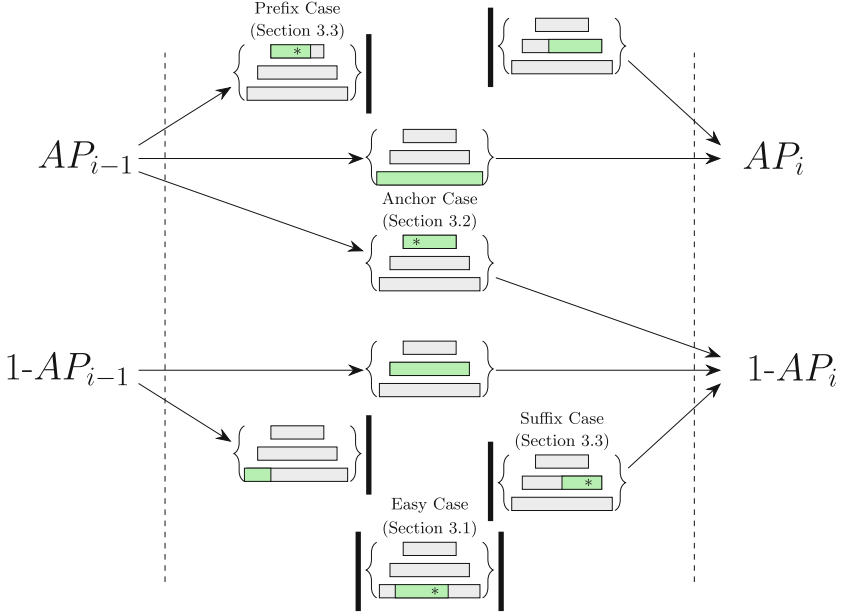 Prefix Case
(Section 3.3)
*
AP_{i-1}
AP_i
Anchor Case
(Section 3.2)
*
1-AP_{i-1}
1-AP_i
Suffix Case
(Section 3.3)
*
Easy Case
(Section 3.1)
*